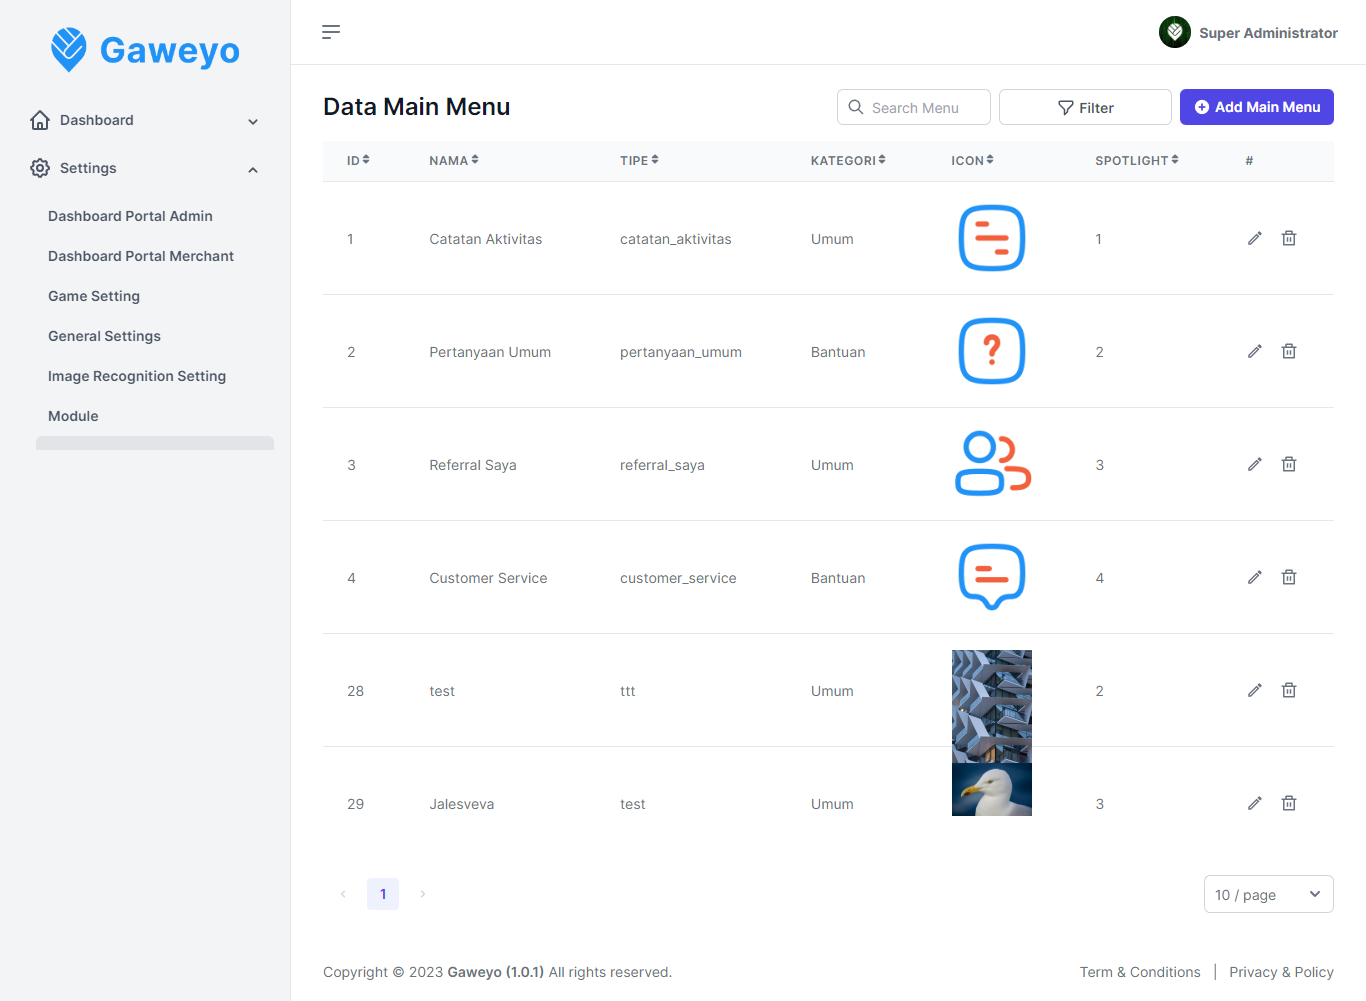 Gaweyo
Super Administrator
Dashboard
Settings
Dashboard Portal Admin
Dashboard Portal Merchant
Game Setting
General Settings
Image Recognition Setting
Module
Data Main Menu
Search Menu
Filter
Add Main Menu
ID NAMA TIPE KATEGORI ICON SPOTLIGHT #
1 Catatan Aktivitas catatan_aktivitas Umum 1
2 Pertanyaan Umum pertanyaan_umum Bantuan ? 2
3 Referral Saya referral_saya Umum 3
4 Customer Service customer_service Bantuan 4
28 test ttt Umum 2
29 Jalesveva test Umum 3
1
10 / page
Copyright © 2023 Gaweyo (1.0.1) All rights reserved.
Term & Conditions | Privacy & Policy